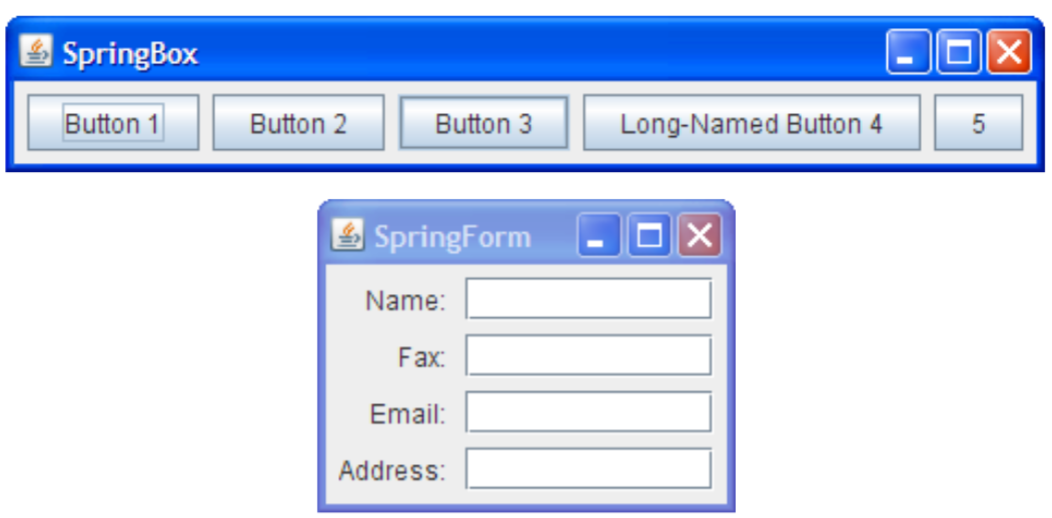 SpringBox
Button 1 Button 2 Button 3 Long-Named Button 4 5
SpringForm
Name:
Fax:
Email:
Address: